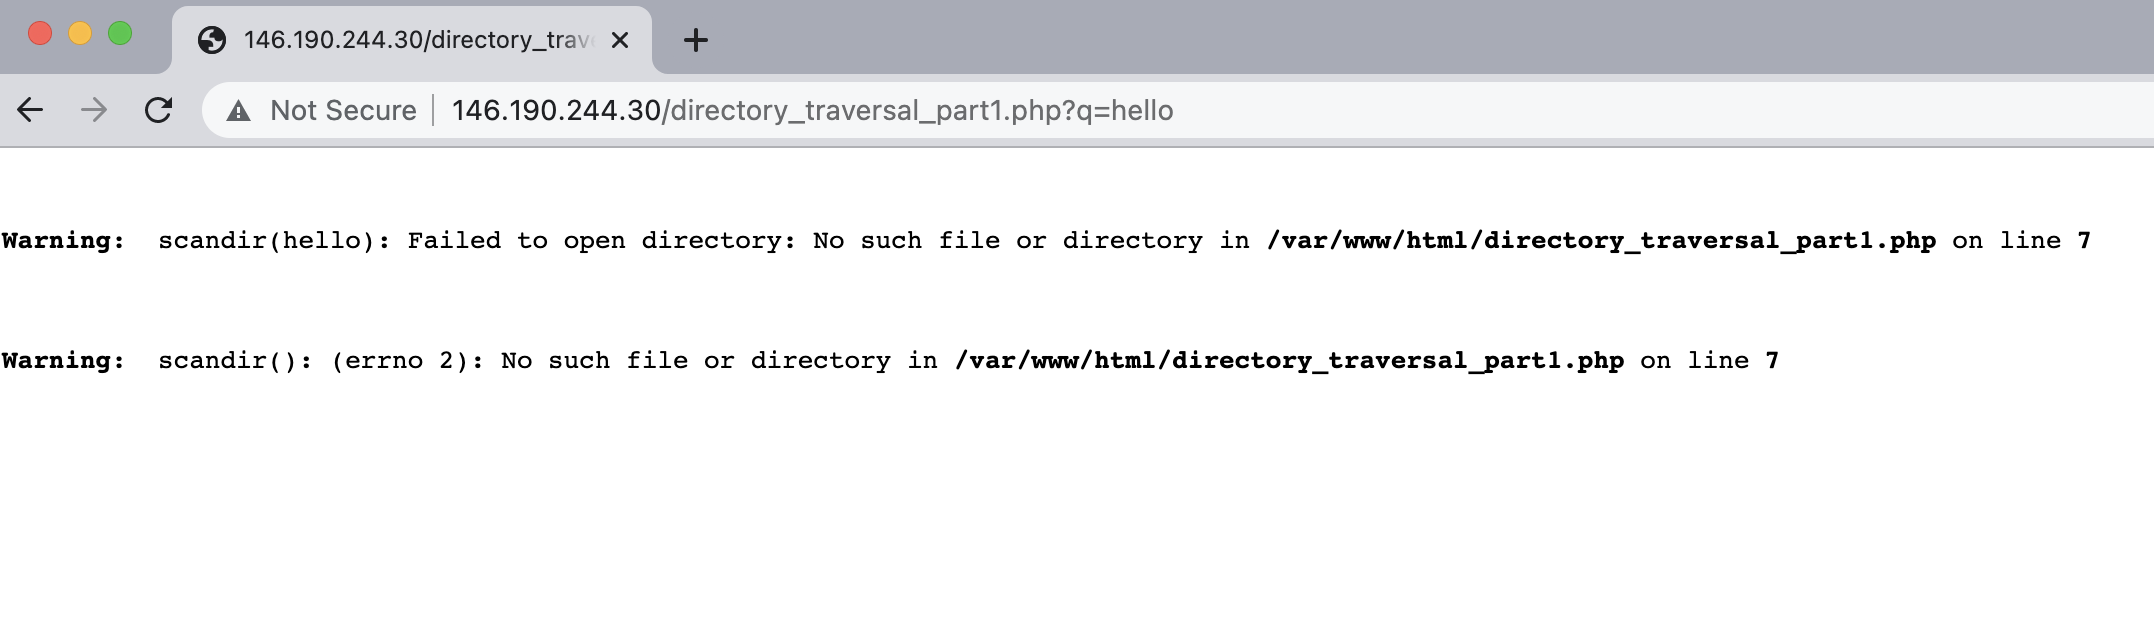 146.190.244.30/directory_trav
Not Secure 146.190.244.30/directory_traversal_part1.php?q=hello
Warning: scandir(hello): Failed to open directory: No such file or directory in /var/www/html/directory_traversal_part1.php on line 7
Warning: scandir(): (errno 2): No such file or directory in /var/www/html/directory_traversal_part1.php on line 7